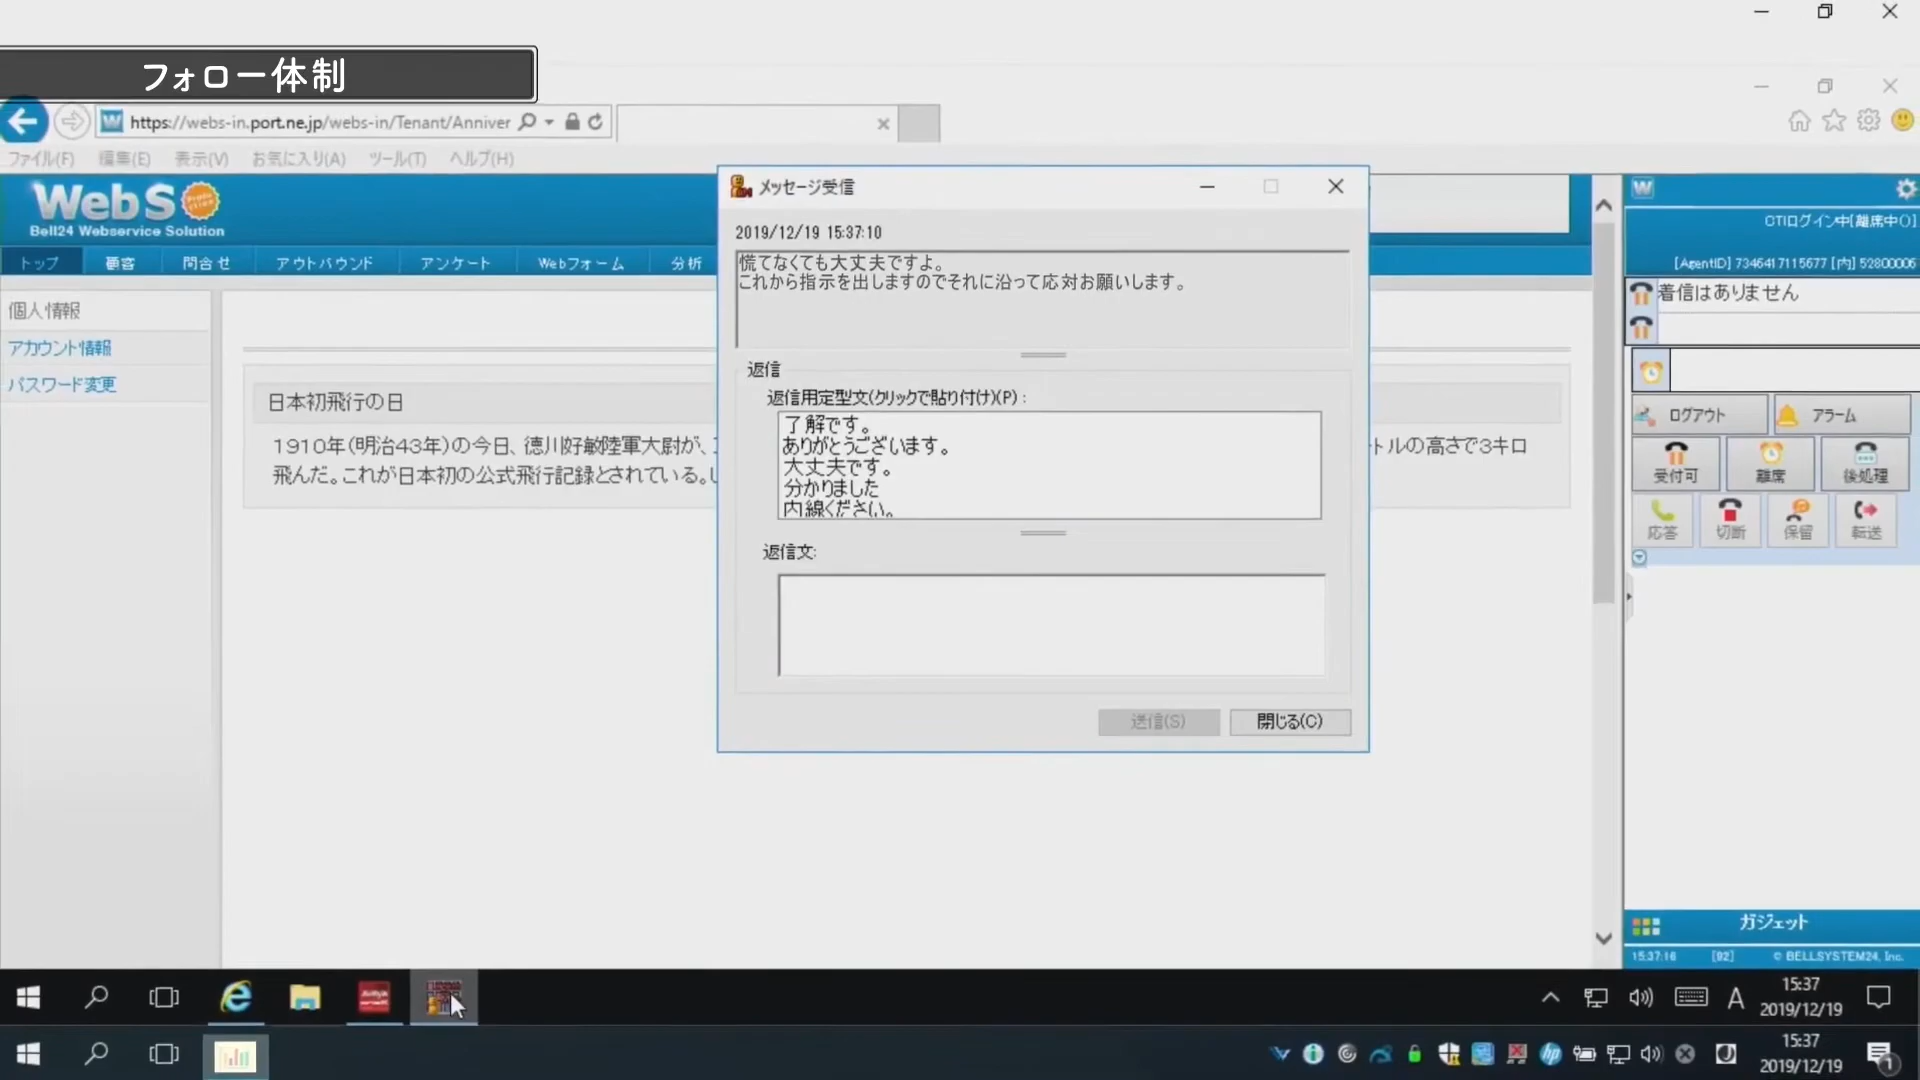 フォロー体制
https://webs-in.port.ne.jp/webs-in/Tenant/Anniver
ファイル(F) 編集(E) 表示(V) お気に入り(A) ツール(T) ヘルプ(H)
WebS
Bell24 Webservice Solution
トップ 顧客 問合せ アウトバウンド アンケート Webフォーム 分析
個人情報
アカウント情報
パスワード変更
日本初飛行の日
1910年(明治43年)の今日、徳川好敏陸軍大尉が、
トルの高さで3キロ
飛んだ。これが日本初の公式飛行記録とされている。
メッセージ受信
2019/12/19 15:37:10
慌てなくても大丈夫ですよ。
これから指示を出しますのでそれに沿って応対お願いします。
返信
返信用定型文(クリックで貼り付け)(P) :
了解です。
ありがとうございます。
大丈夫です。
分かりました
内線ください。
返信文:
送信(S) 閉じる(C)
W
CTIログイン中[離席中〇]
[AgentID] 7346417115677 [内] 52800006
着信はありません
ログアウト アラーム
受付可 離席 後処理
応答 切断 保留 転送
ガジェット
15:37:16 [92] © BELLSYSTEM24, Inc.
A
15:37
2019/12/19
15:37
2019/12/19
1